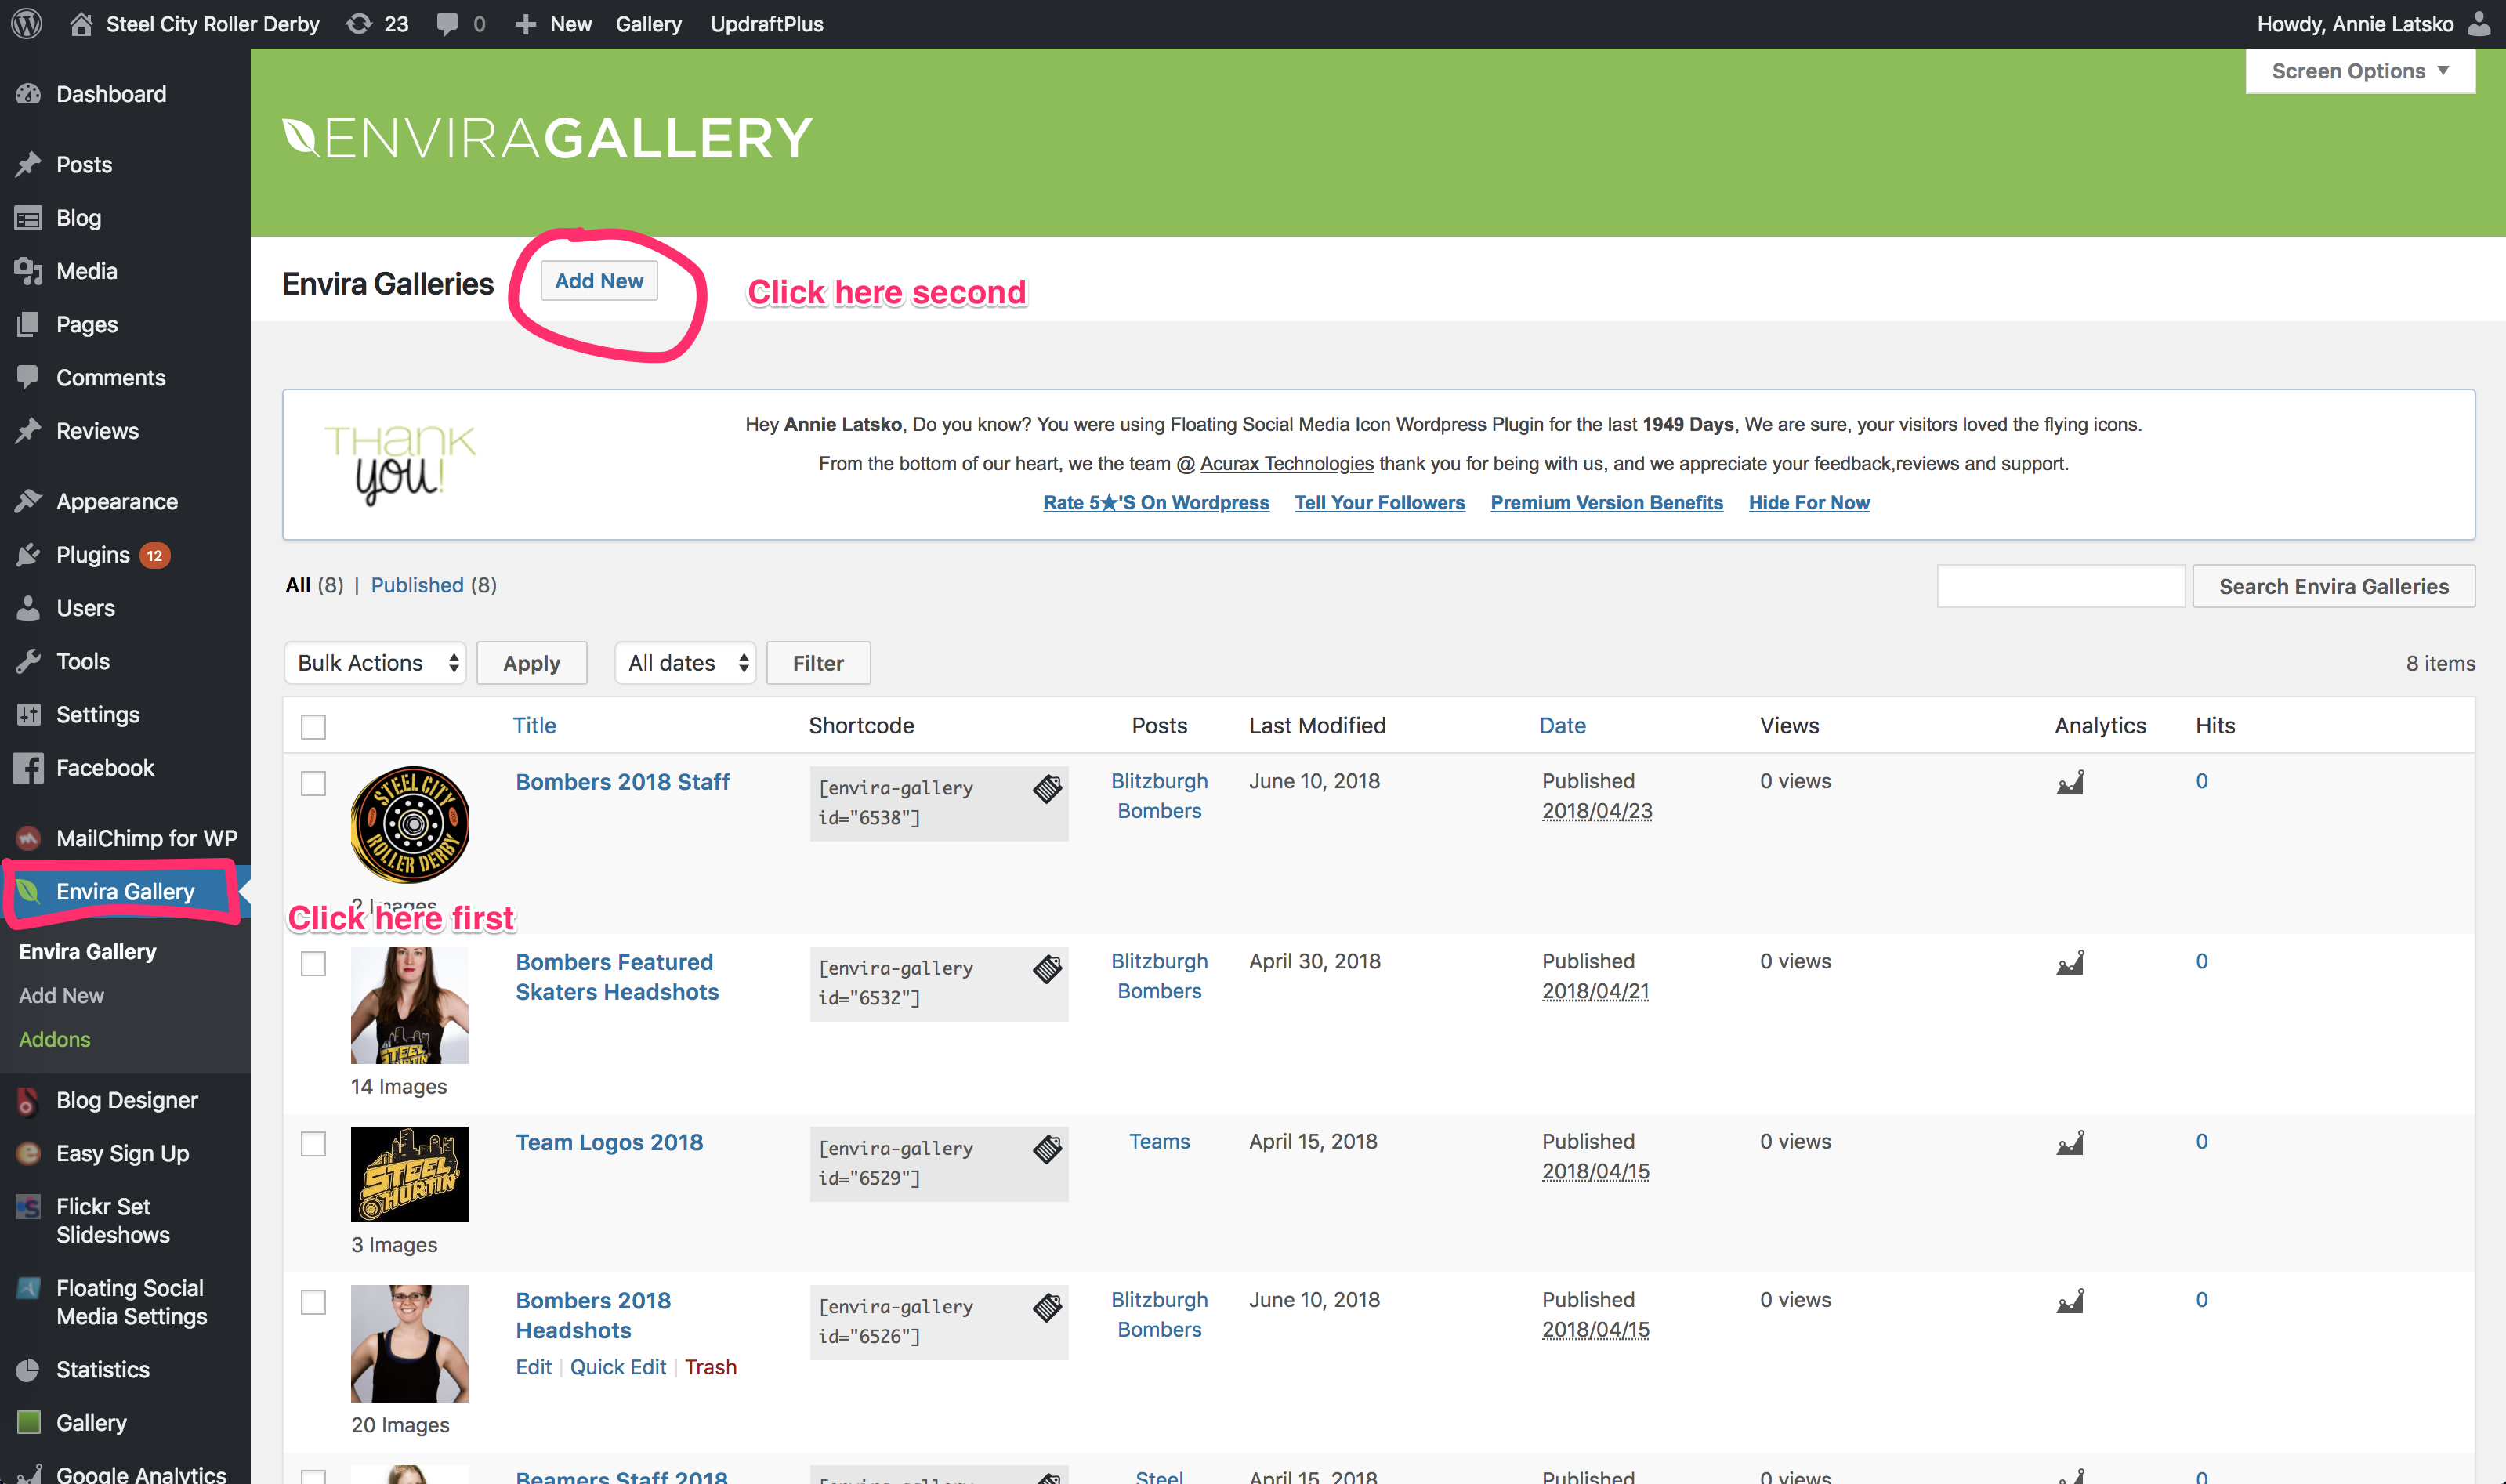 Steel City Roller Derby 23 0 New Gallery UpdraftPlus Howdy, Annie Latsko
Screen Options
ENVIRAGALLERY
Dashboard
Posts
Blog
Media
Pages
Comments
Reviews
Appearance
Plugins 12
Users
Tools
Settings
Facebook
MailChimp for WP
Envira Gallery
Envira Gallery
Add New
Addons
Blog Designer
Easy Sign Up
Flickr Set
Slideshows
Floating Social
Media Settings
Statistics
Gallery
Google Analytics
Envira Galleries Add New Click here second
THANK
you!
Hey Annie Latsko, Do you know? You were using Floating Social Media Icon Wordpress Plugin for the last 1949 Days, We are sure, your visitors loved the flying icons.
From the bottom of our heart, we the team @ Acurax Technologies thank you for being with us, and we appreciate your feedback,reviews and support.
Rate 5★'S On Wordpress Tell Your Followers Premium Version Benefits Hide For Now
All (8) | Published (8)
Search Envira Galleries
Bulk Actions Apply All dates Filter 8 items
Title Shortcode Posts Last Modified Date Views Analytics Hits
STEEL CITY
ROLLER DERBY
Bombers 2018 Staff [envira-gallery Blitzburgh June 10, 2018 Published 0 views 0
id="6538"] Bombers 2018/04/23
2 Images
Click here first
Bombers Featured [envira-gallery Blitzburgh April 30, 2018 Published 0 views 0
Skaters Headshots id="6532"] Bombers 2018/04/21
STEEL
HURTIN
14 Images
Team Logos 2018 [envira-gallery Teams April 15, 2018 Published 0 views 0
id="6529"] 2018/04/15
STEEL
HURTIN'
3 Images
Bombers 2018 [envira-gallery Blitzburgh June 10, 2018 Published 0 views 0
Headshots id="6526"] Bombers 2018/04/15
Edit | Quick Edit | Trash
20 Images
Beamers Staff 2018 [envira-gallery Steel April 15, 2018 Published 0 views 0